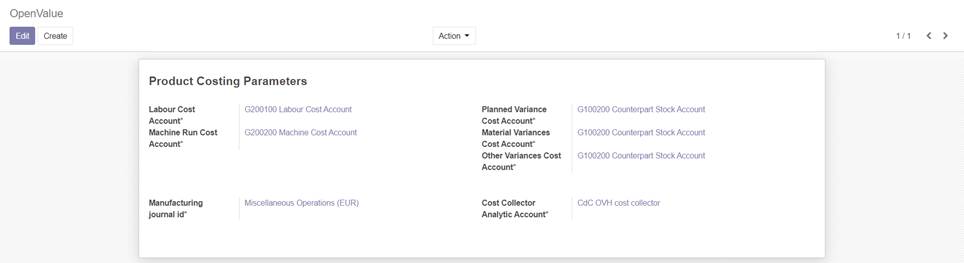 OpenValue
Edit Create Action 1 / 1
Product Costing Parameters
Labour Cost Account* G200100 Labour Cost Account
Machine Run Cost Account* G200200 Machine Cost Account
Planned Variance Cost Account* G100200 Counterpart Stock Account
Material Variances Cost Account* G100200 Counterpart Stock Account
Other Variances Cost Account* G100200 Counterpart Stock Account
Manufacturing journal id* Miscellaneous Operations (EUR)
Cost Collector Analytic Account* CdC OVH cost collector